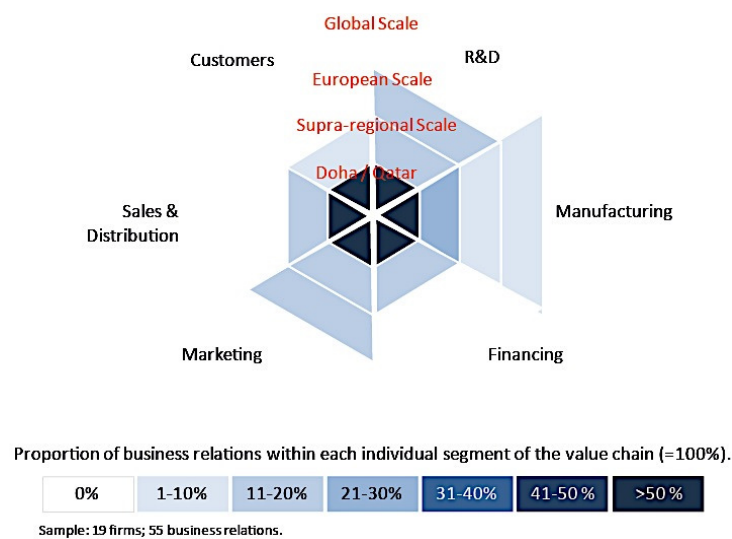 Global Scale
Customers
R&D
European Scale
Supra-regional Scale
Doha / Qatar
Sales &
Distribution
Manufacturing
Marketing
Financing
Proportion of business relations within each individual segment of the value chain (=100%).
0%
1-10%
11-20%
21-30%
31-40%
41-50 %
>50 %
Sample: 19 firms; 55 business relations.